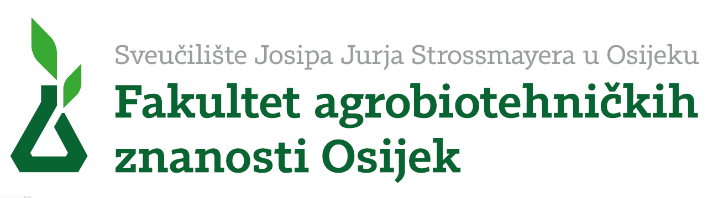 Sveučilište Josipa Jurja Strossmayera u Osijeku
Fakultet agrobiotehničkih
znanosti Osijek